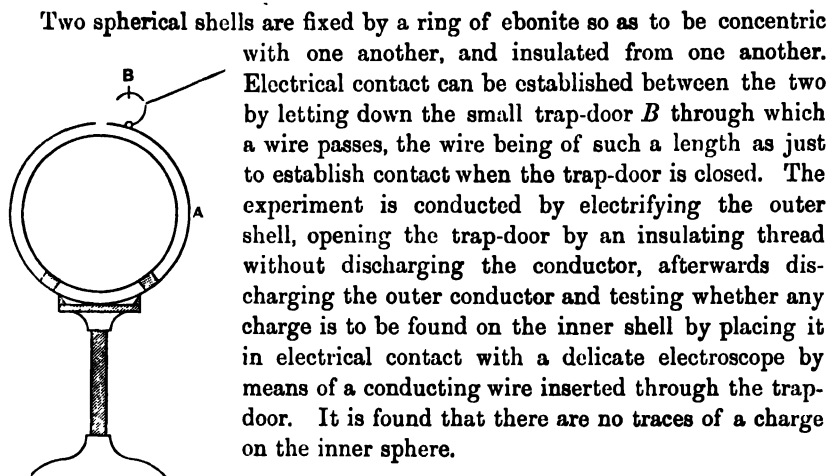 Two spherical shells are fixed by a ring of ebonite so as to be concentric
with one another, and insulated from one another.
B
Electrical contact can be established between the two
by letting down the small trap-door B through which
a wire passes, the wire being of such a length as just
to establish contact when the trap-door is closed. The
A
experiment is conducted by electrifying the outer
shell, opening the trap-door by an insulating thread
without discharging the conductor, afterwards dis-
charging the outer conductor and testing whether any
charge is to be found on the inner shell by placing it
in electrical contact with a delicate electroscope by
means of a conducting wire inserted through the trap-
door. It is found that there are no traces of a charge
on the inner sphere.